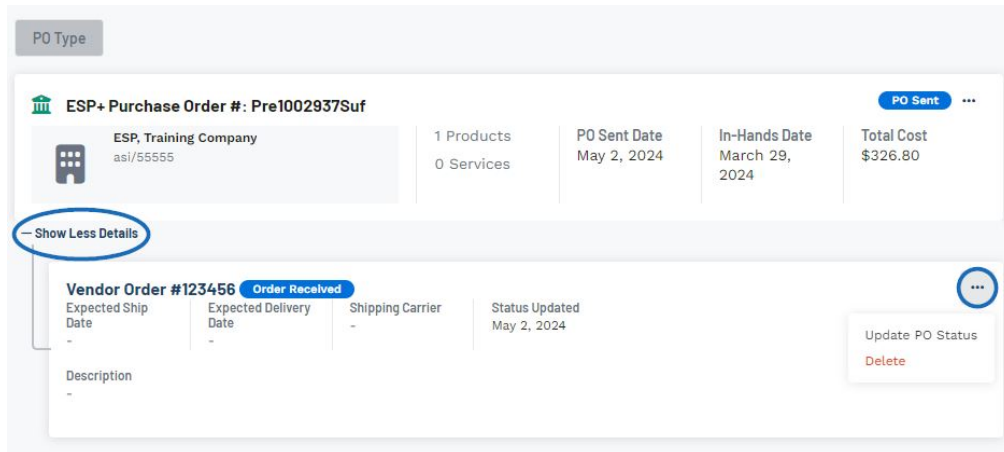 PO Type
ESP+ Purchase Order #: Pre1002937Suf
PO Sent
...
ESP, Training Company
asi/55555
1 Products
0 Services
PO Sent Date
May 2, 2024
In-Hands Date
March 29,
2024
Total Cost
$326.80
— Show Less Details
Vendor Order #123456
Order Received
...
Expected Ship
Date
-
Expected Delivery
Date
-
Shipping Carrier
-
Status Updated
May 2, 2024
Update PO Status
Delete
Description
-